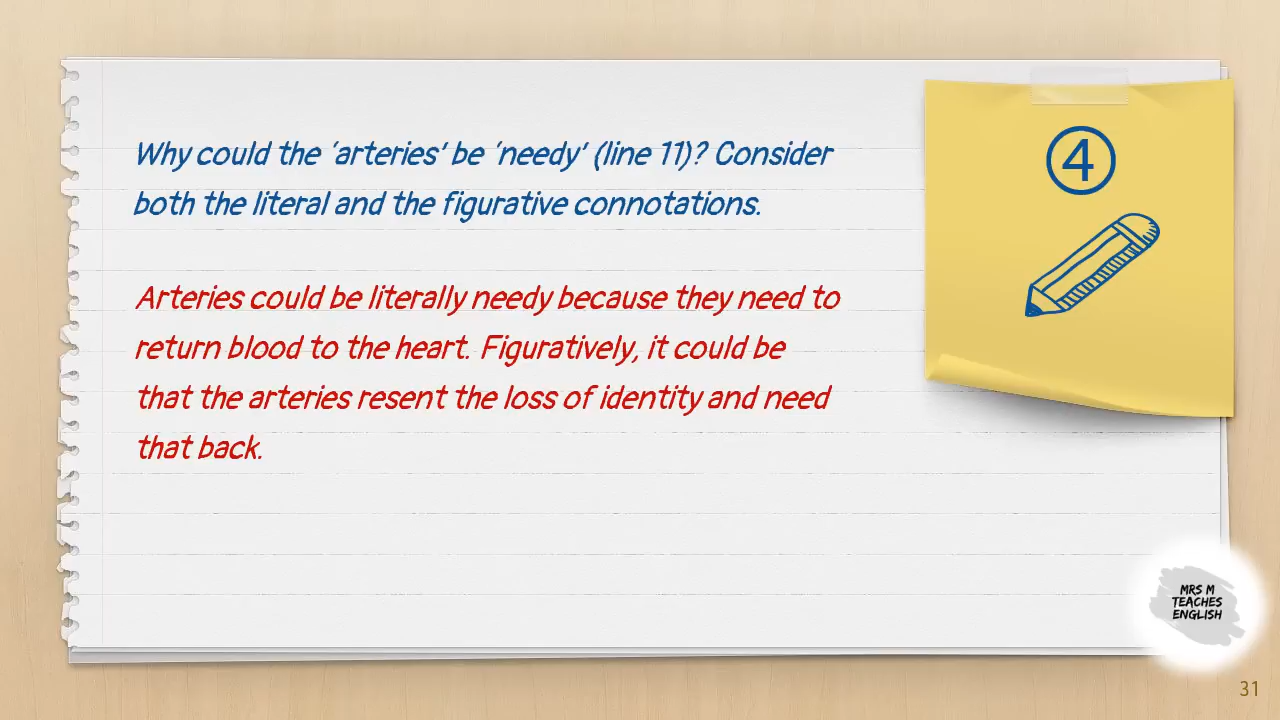 Why could the ‘arteries’ be ‘needy’ (line 11)? Consider
both the literal and the figurative connotations.
Arteries could be literally needy because they need to
return blood to the heart. Figuratively, it could be
that the arteries resent the loss of identity and need
that back.
4
MRS M
TEACHES
ENGLISH
31